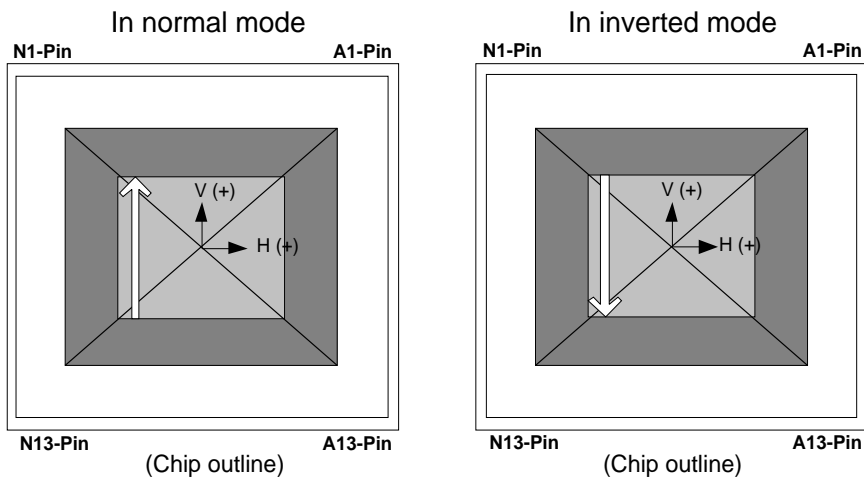 In normal mode
N1-Pin A1-Pin
V (+)
H (+)
N13-Pin A13-Pin
(Chip outline)
In inverted mode
N1-Pin A1-Pin
V (+)
H (+)
N13-Pin A13-Pin
(Chip outline)